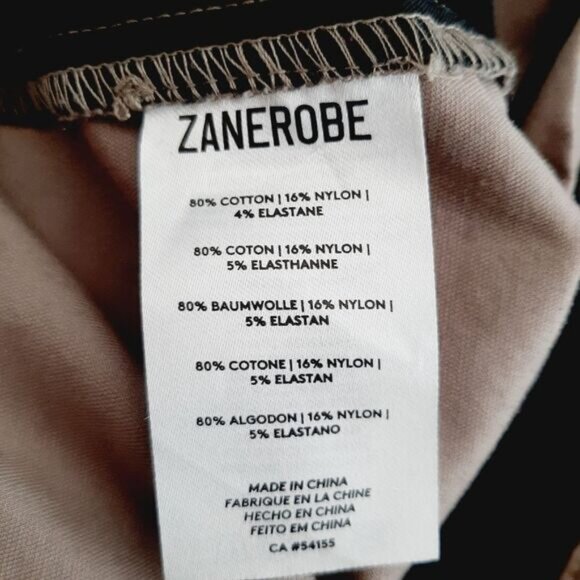 ZANEROBE
80% COTTON | 16% NYLON |
4% ELASTANE
80% COTON | 16% NYLON |
5% ELASTHANNE
80% BAUMWOLLE | 16% NYLON |
5% ELASTAN
80% COTONE | 16% NYLON |
5% ELASTAN
80% ALGODON | 16% NYLON |
5% ELASTANO
MADE IN CHINA
FABRIQUE EN LA CHINE
HECHO EN CHINA
FEITO EM CHINA
CA #54155